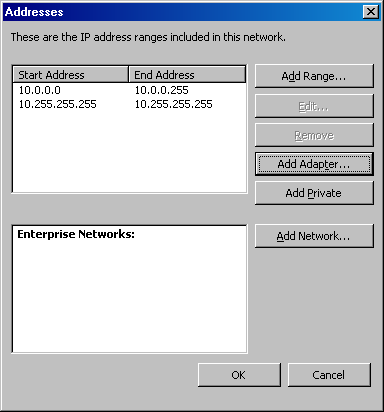 Addresses
These are the IP address ranges included in this network.
Start Address End Address
10.0.0.0 10.0.0.255
10.255.255.255 10.255.255.255
Add Range...
Edit...
Remove
Add Adapter...
Add Private
Enterprise Networks:
Add Network...
OK Cancel